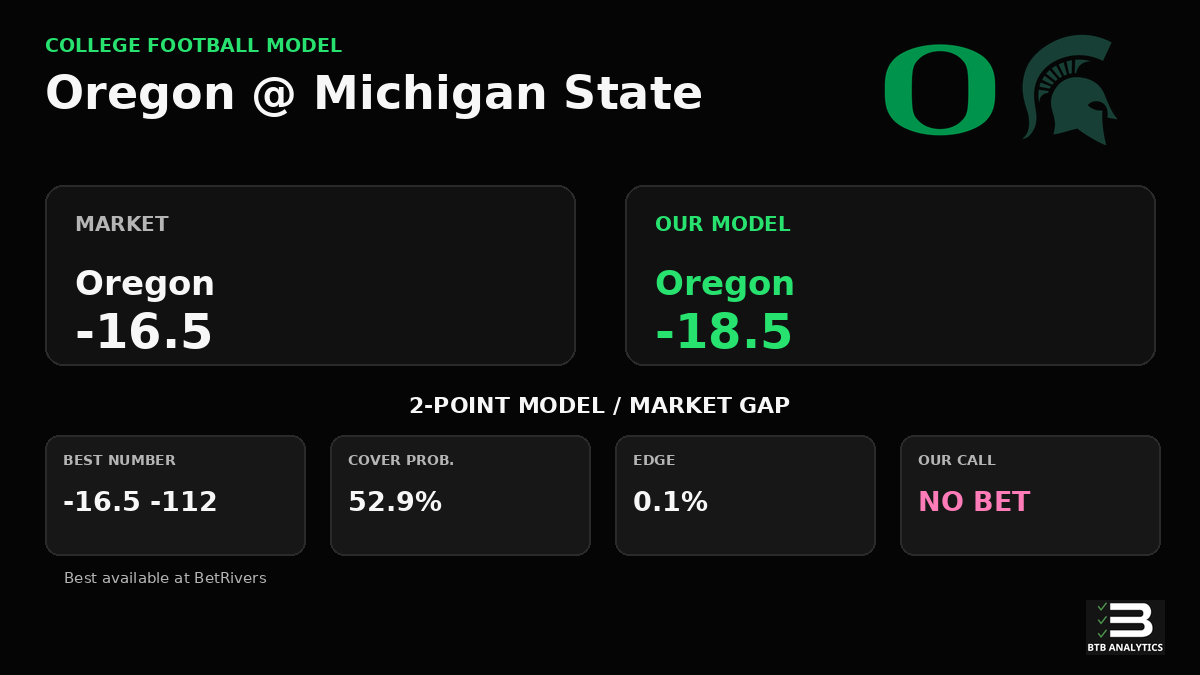 COLLEGE FOOTBALL MODEL
Oregon @ Michigan State
MARKET
Oregon
-16.5
OUR MODEL
Oregon
-18.5
2-POINT MODEL / MARKET GAP
BEST NUMBER
-16.5 -112
COVER PROB.
52.9%
EDGE
0.1%
OUR CALL
NO BET
Best available at BetRivers
BTB ANALYTICS